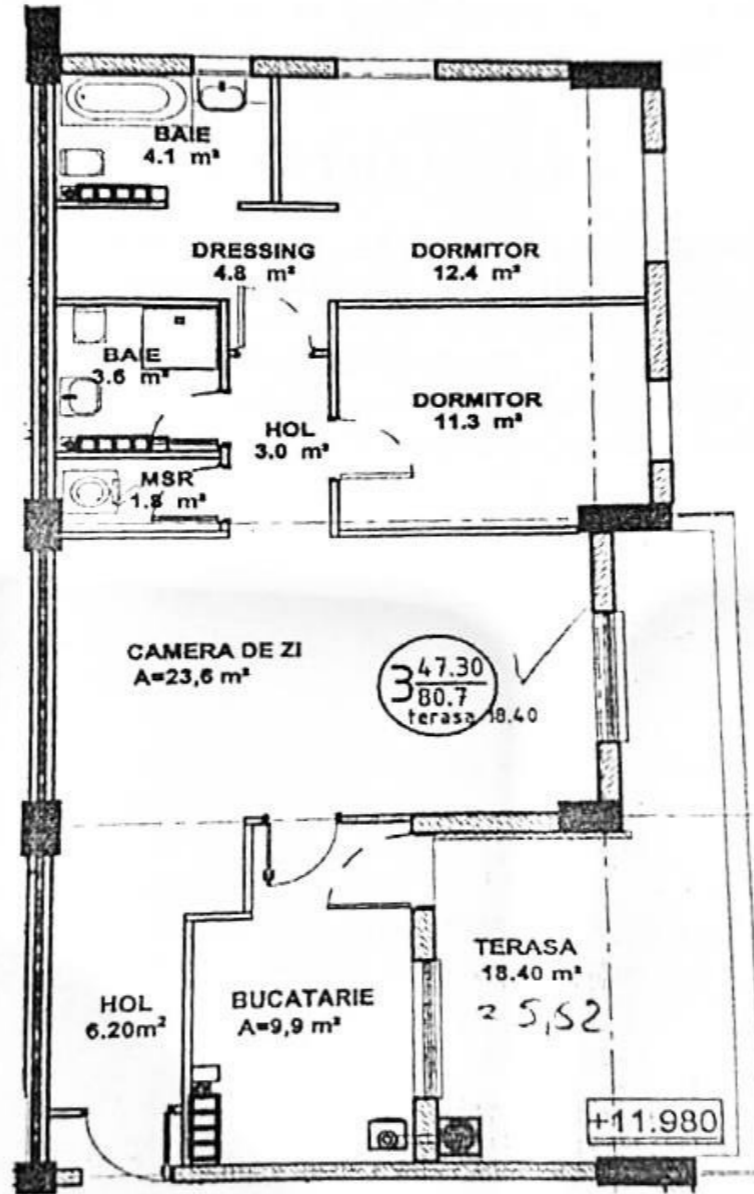 BAIE
4.1 m²
DRESSING
4.8 m²
DORMITOR
12.4 m²
BAIE
3.6 m²
DORMITOR
11.3 m²
HOL
3.0 m²
MSR
1.8 m²
CAMERA DE ZI
A=23,6 m²
3
47.30
80.7
terasa 18.40
TERASA
18.40 m²
5,52
HOL
6.20m²
BUCATARIE
A=9,9 m²
+11.980